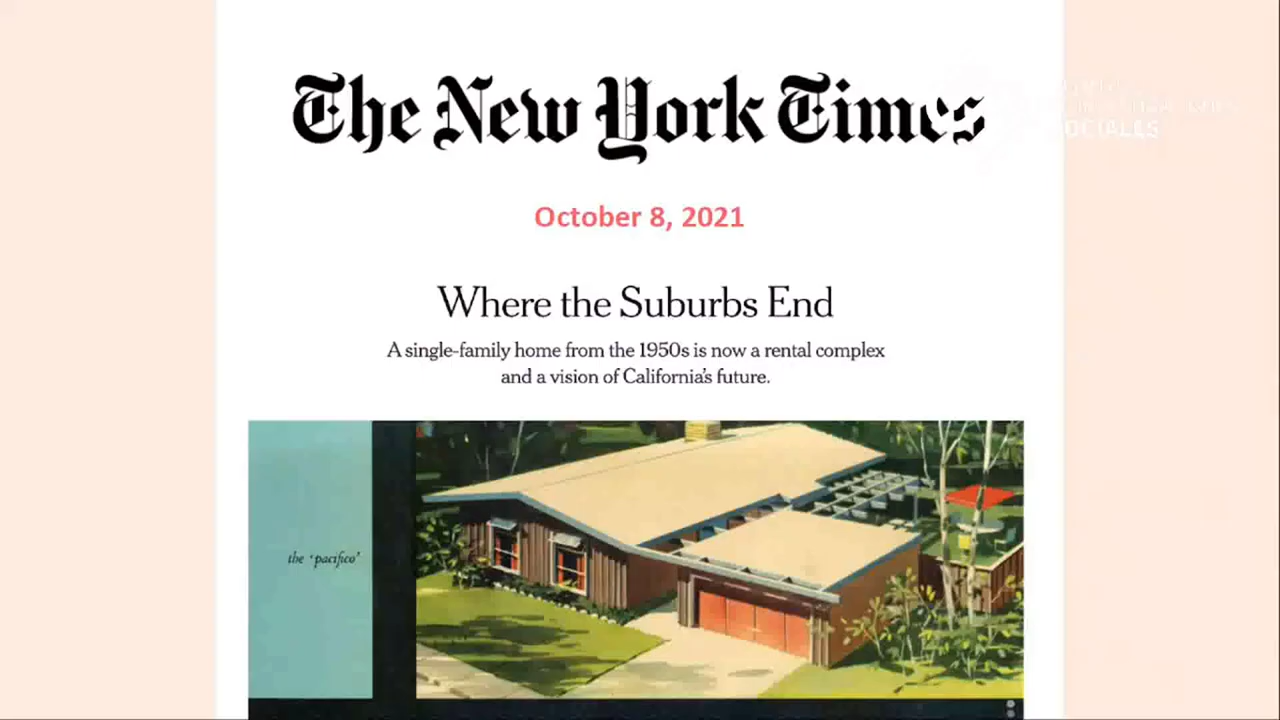 The New York Times
OCIALES
October 8, 2021
Where the Suburbs End
A single-family home from the 1950s is now a rental complex
and a vision of California's future.
the 'pacifico'